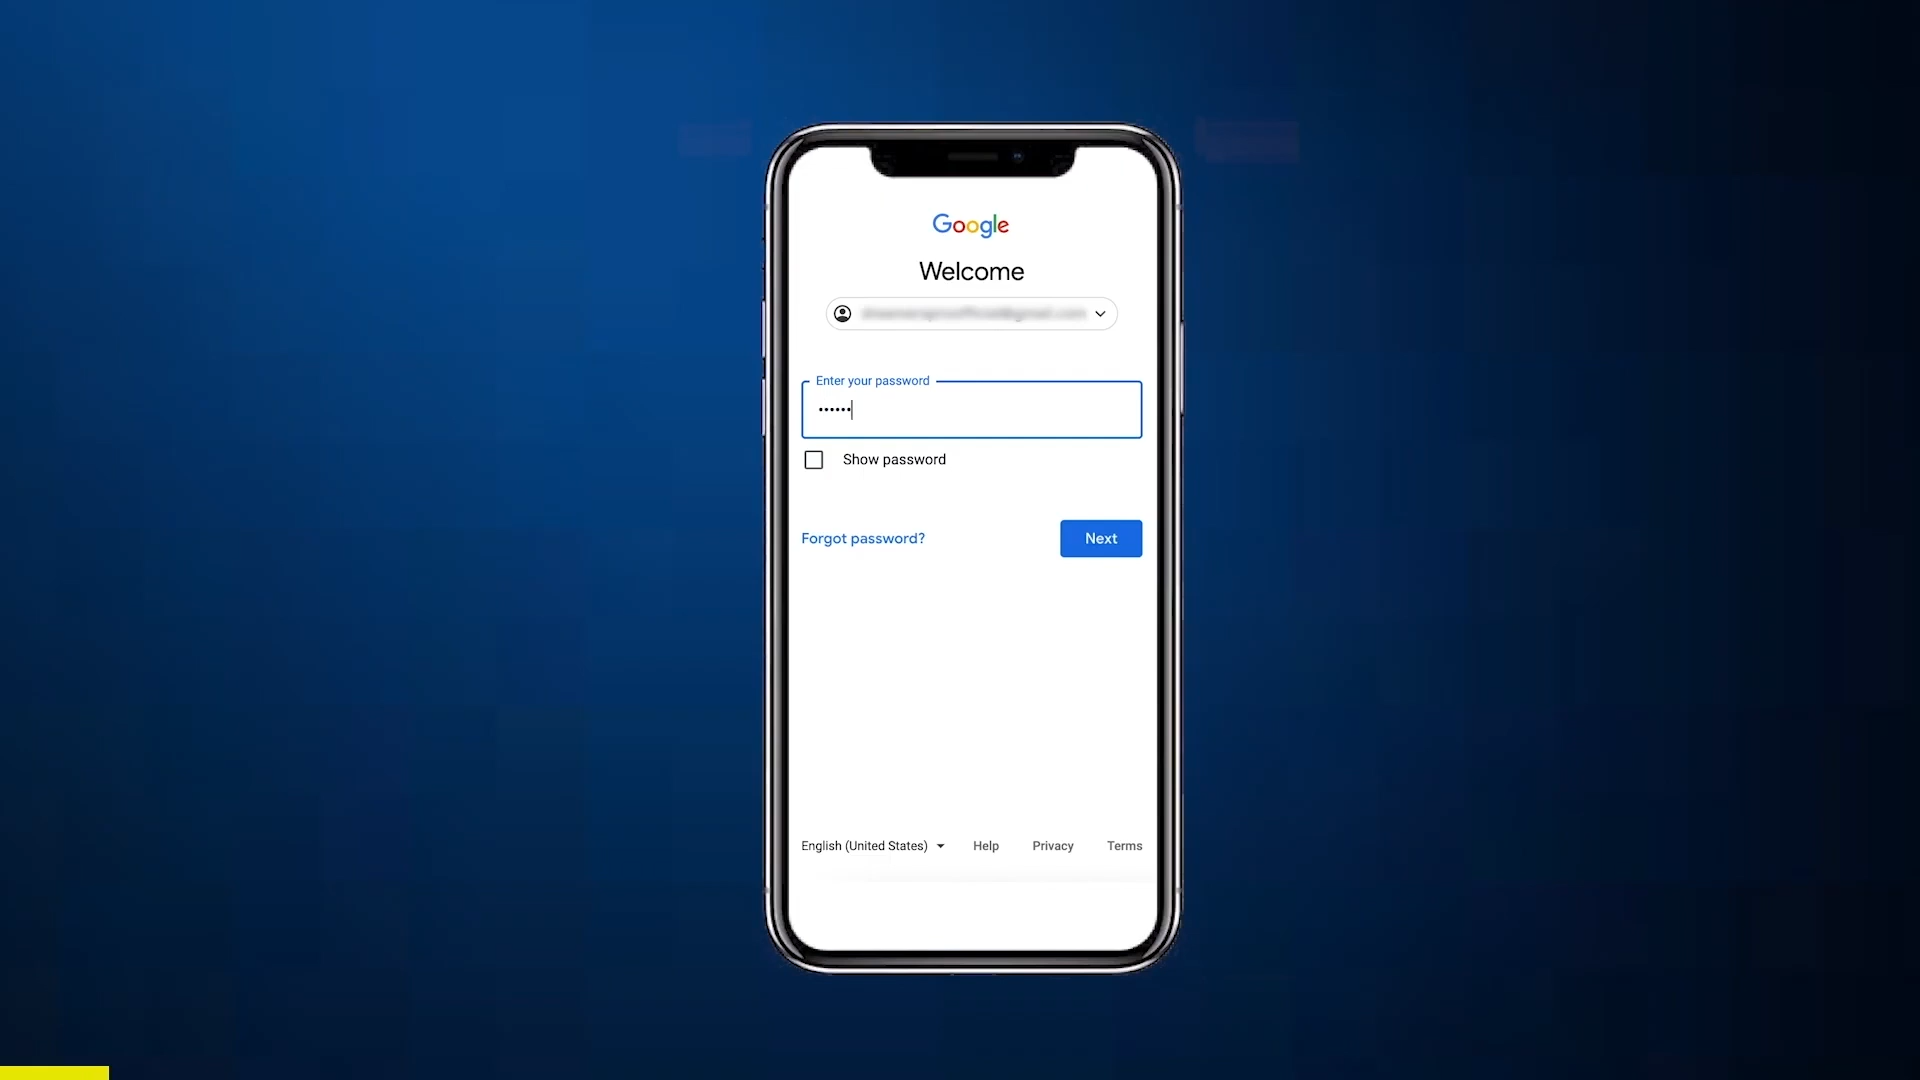 Google
Welcome
Enter your password
••••••
Show password
Forgot password?
Next
English (United States)
Help
Privacy
Terms